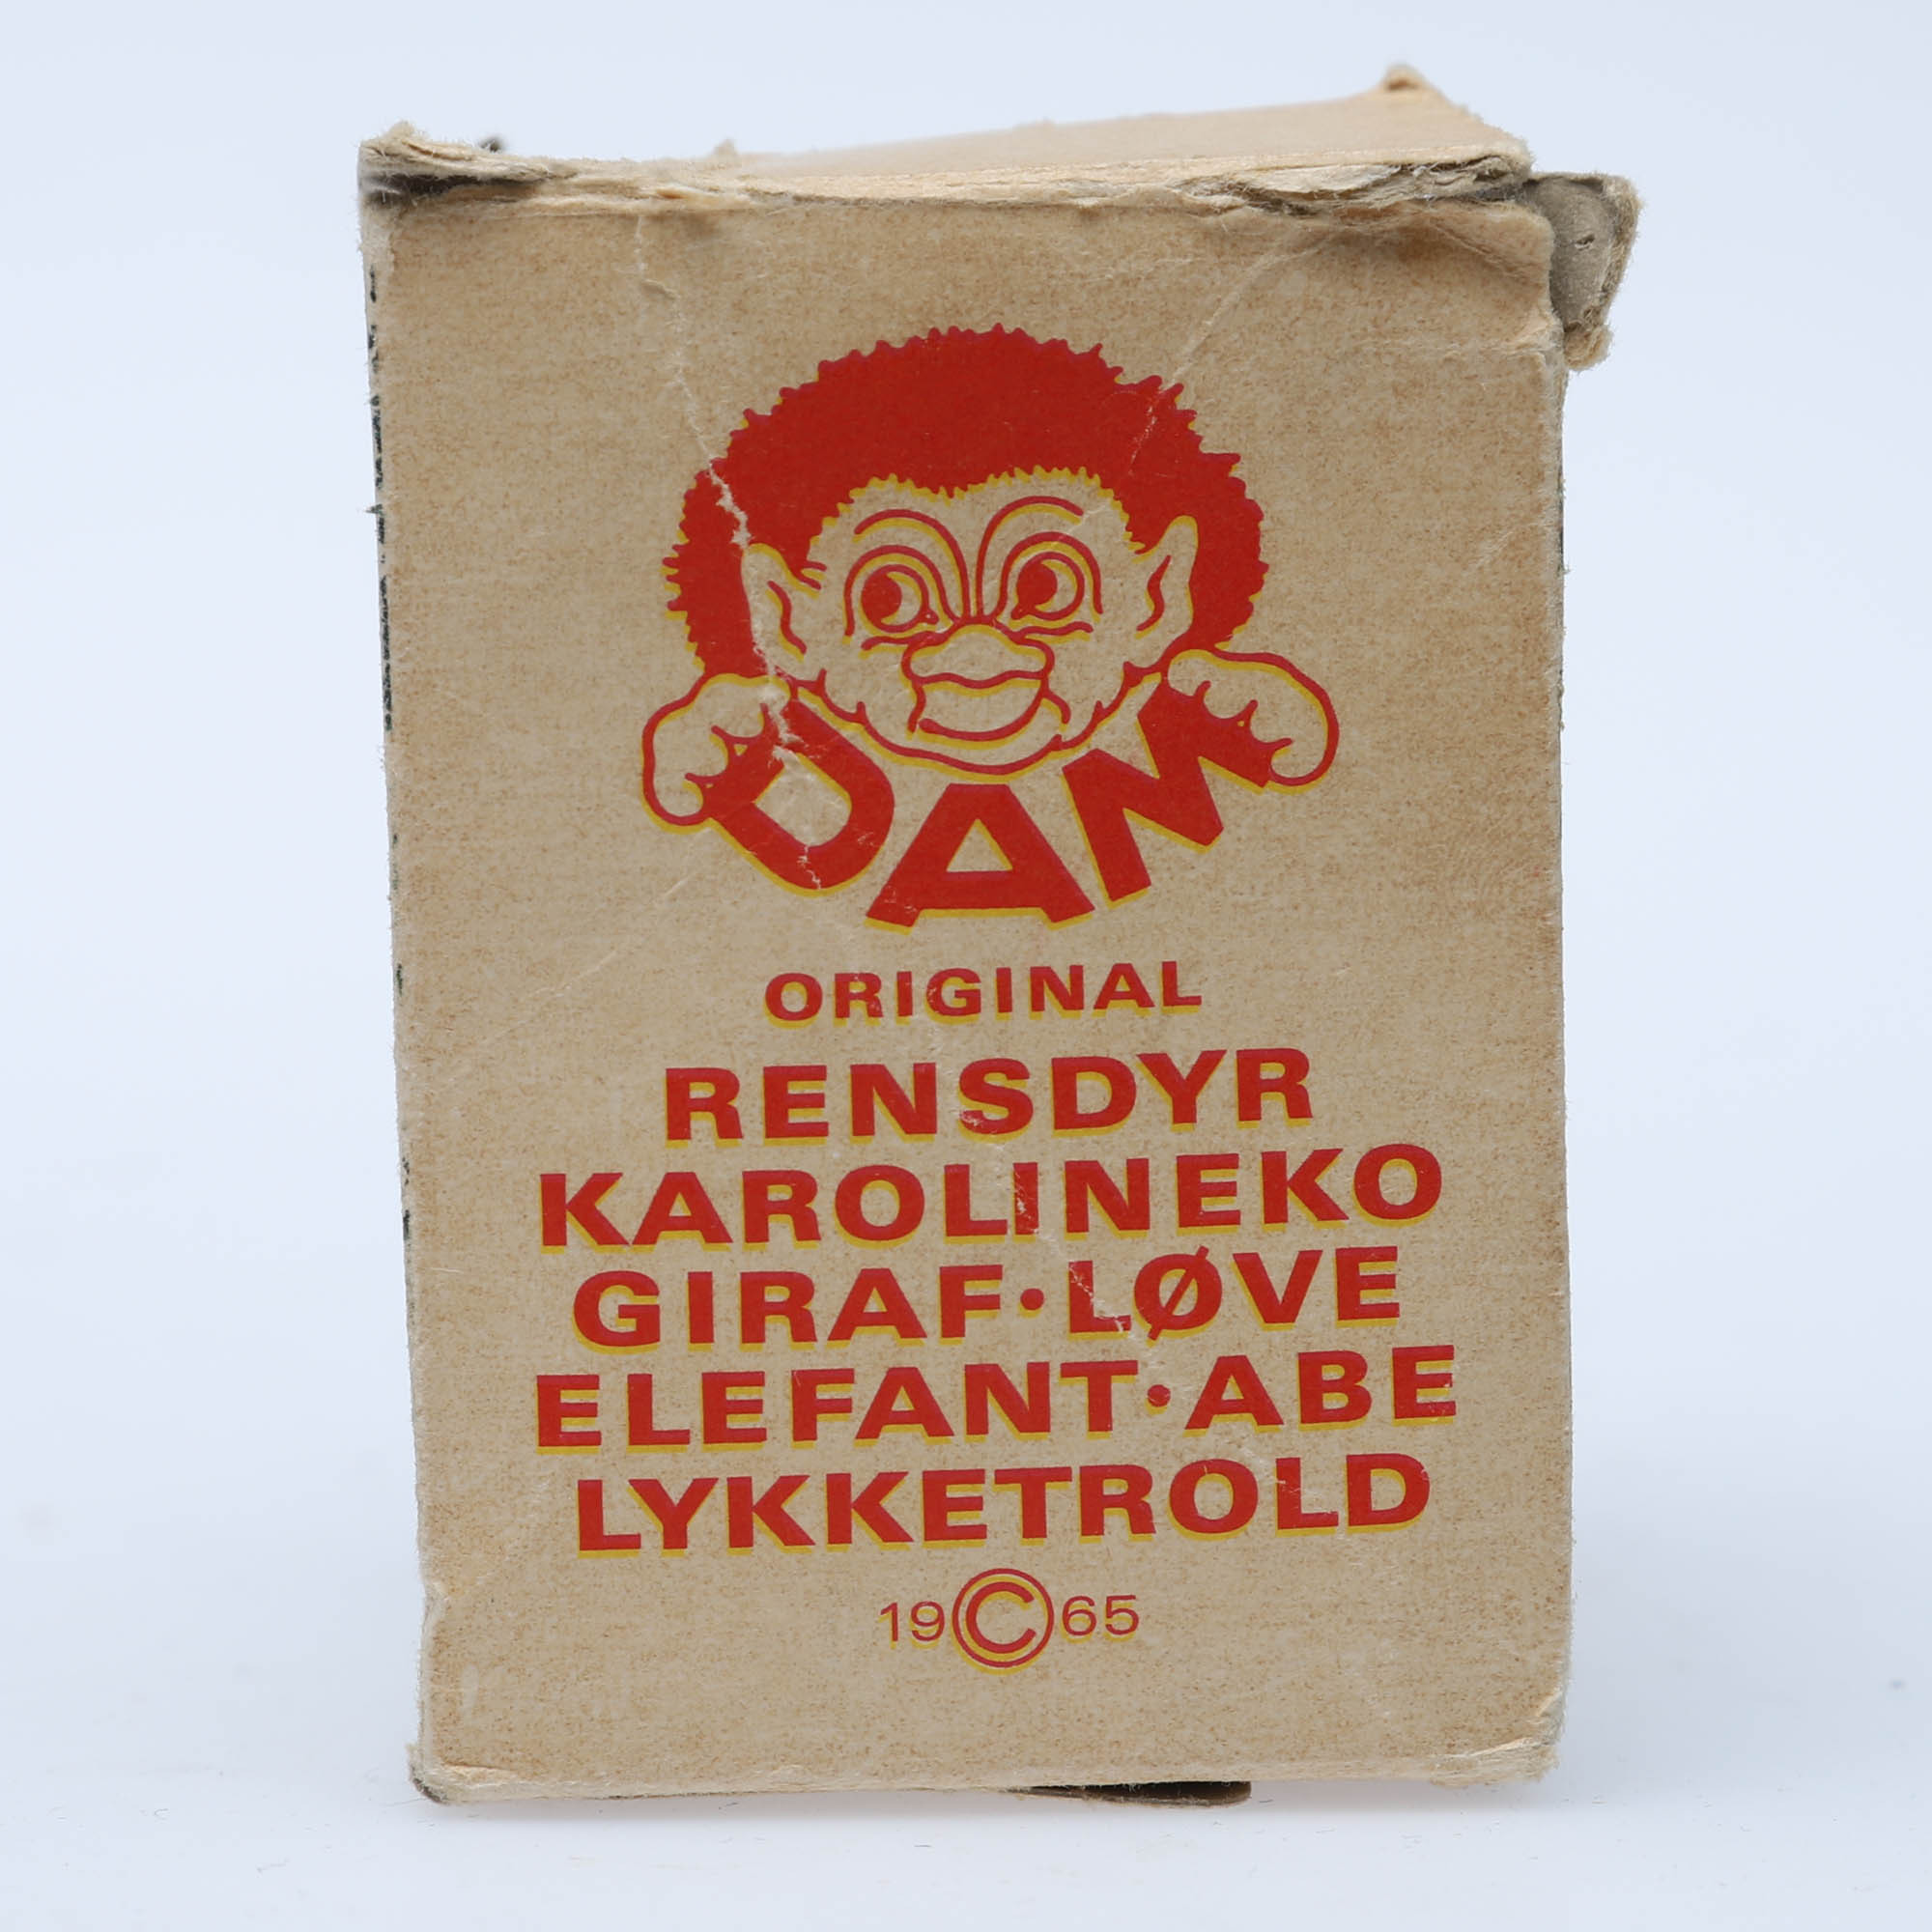 DAM
ORIGINAL
RENSDYR
KAROLINEKO
GIRAF·LØVE
ELEFANT·ABE
LYKKETROLD
19©65